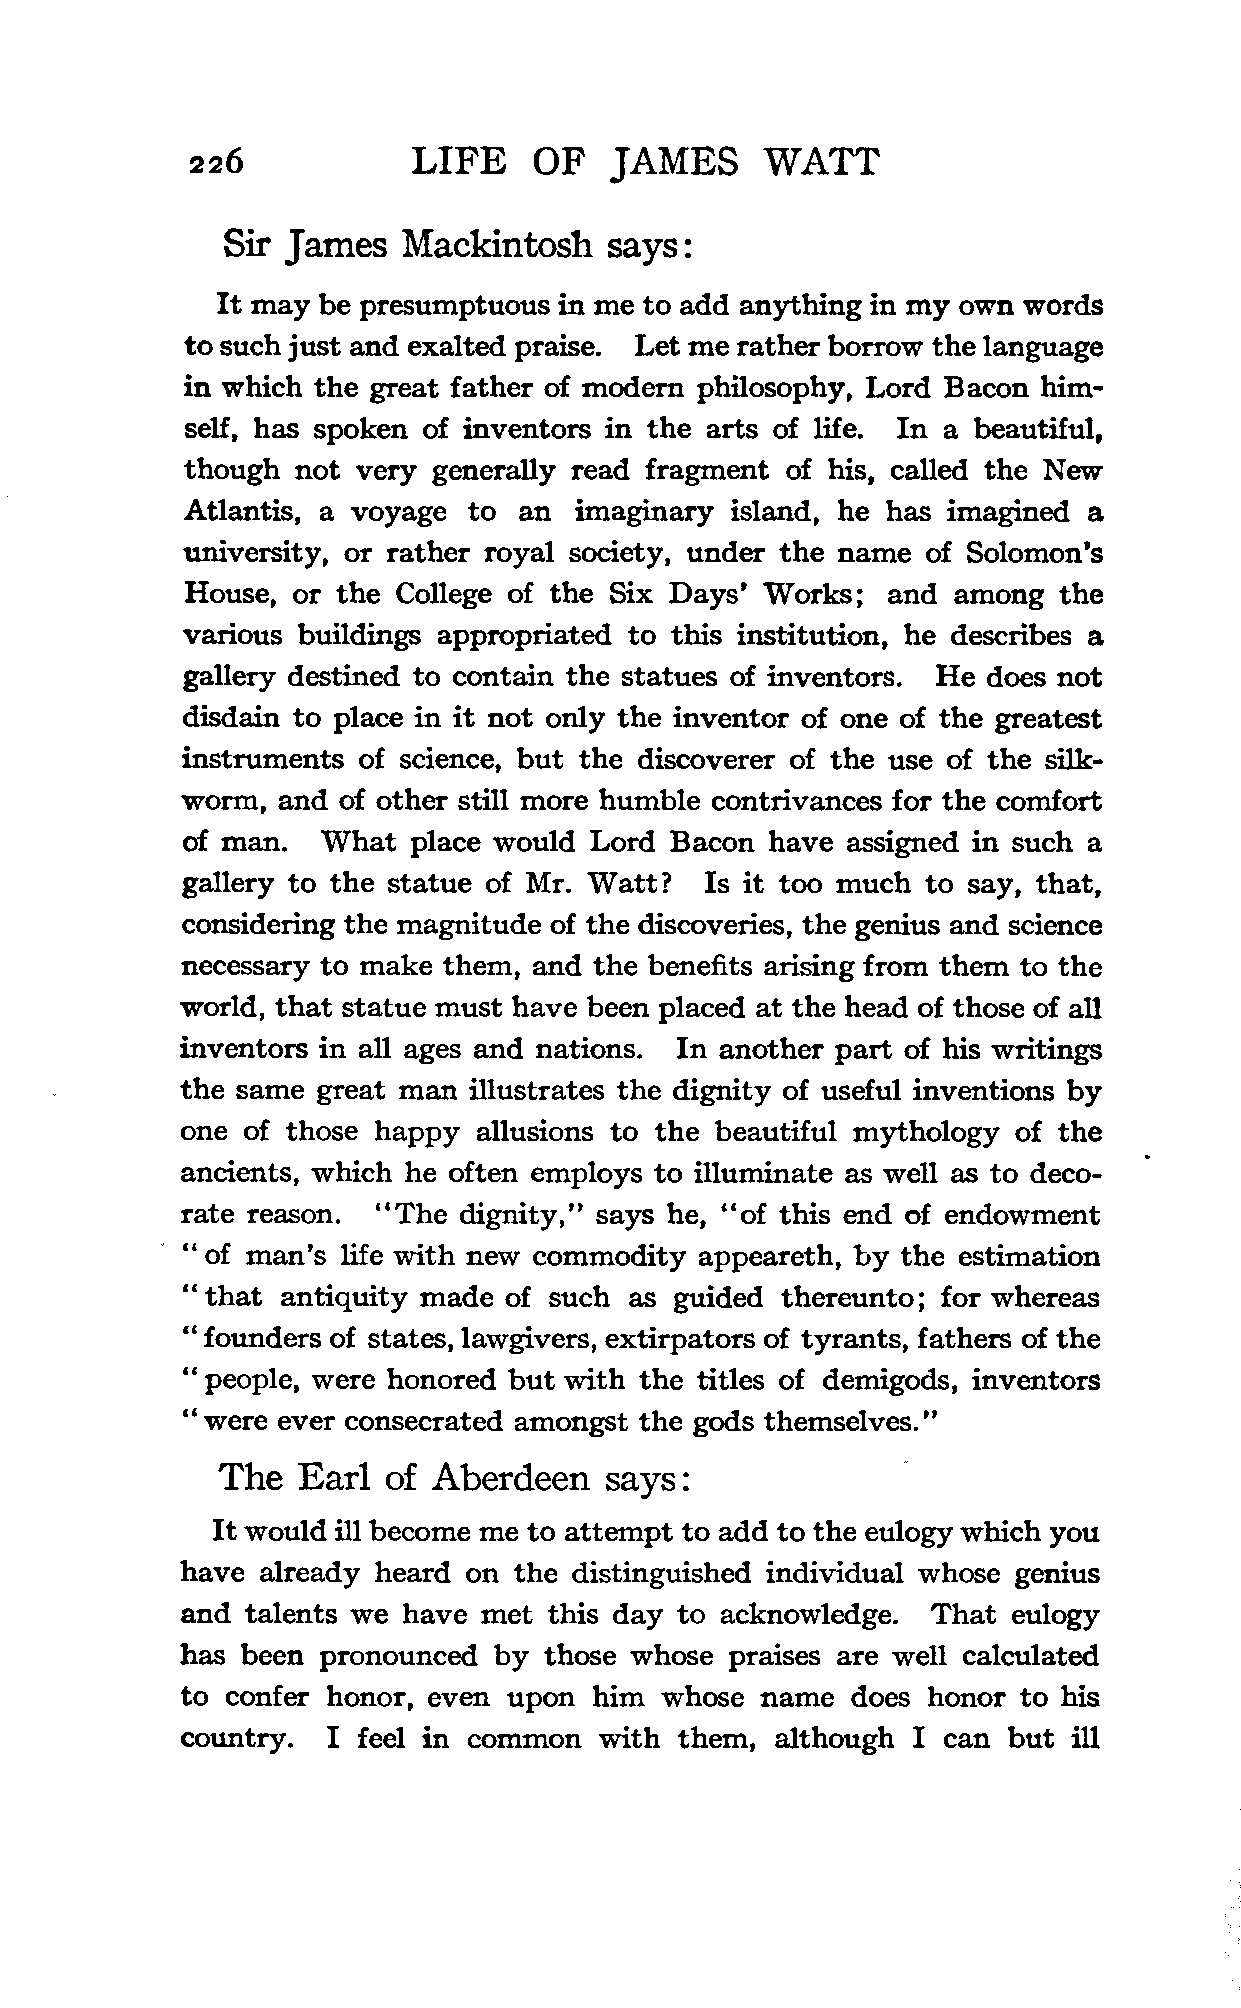 226 LIFE OF JAMES WATT
Sir James Mackintosh says:
It may be presumptuous in me to add anything in my own words
to such just and exalted praise. Let me rather borrow the language
in which the great father of modern philosophy, Lord Bacon him-
self, has spoken of inventors in the arts of life. In a beautiful,
though not very generally read fragment of his, called the New
Atlantis, a voyage to an imaginary island, he has imagined a
university, or rather royal society, under the name of Solomon's
House, or the College of the Six Days' Works; and among the
various buildings appropriated to this institution, he describes a
gallery destined to contain the statues of inventors. He does not
disdain to place in it not only the inventor of one of the greatest
instruments of science, but the discoverer of the use of the silk-
worm, and of other still more humble contrivances for the comfort
of man. What place would Lord Bacon have assigned in such a
gallery to the statue of Mr. Watt? Is it too much to say, that,
considering the magnitude of the discoveries, the genius and science
necessary to make them, and the benefits arising from them to the
world, that statue must have been placed at the head of those of all
inventors in all ages and nations. In another part of his writings
the same great man illustrates the dignity of useful inventions by
one of those happy allusions to the beautiful mythology of the
ancients, which he often employs to illuminate as well as to deco-
rate reason. "The dignity," says he, "of this end of endowment
"of man's life with new commodity appeareth, by the estimation
"that antiquity made of such as guided thereunto; for whereas
"founders of states, lawgivers, extirpators of tyrants, fathers of the
"people, were honored but with the titles of demigods, inventors
"were ever consecrated amongst the gods themselves."
The Earl of Aberdeen says:
It would ill become me to attempt to add to the eulogy which you
have already heard on the distinguished individual whose genius
and talents we have met this day to acknowledge. That eulogy
has been pronounced by those whose praises are well calculated
to confer honor, even upon him whose name does honor to his
country. I feel in common with them, although I can but ill